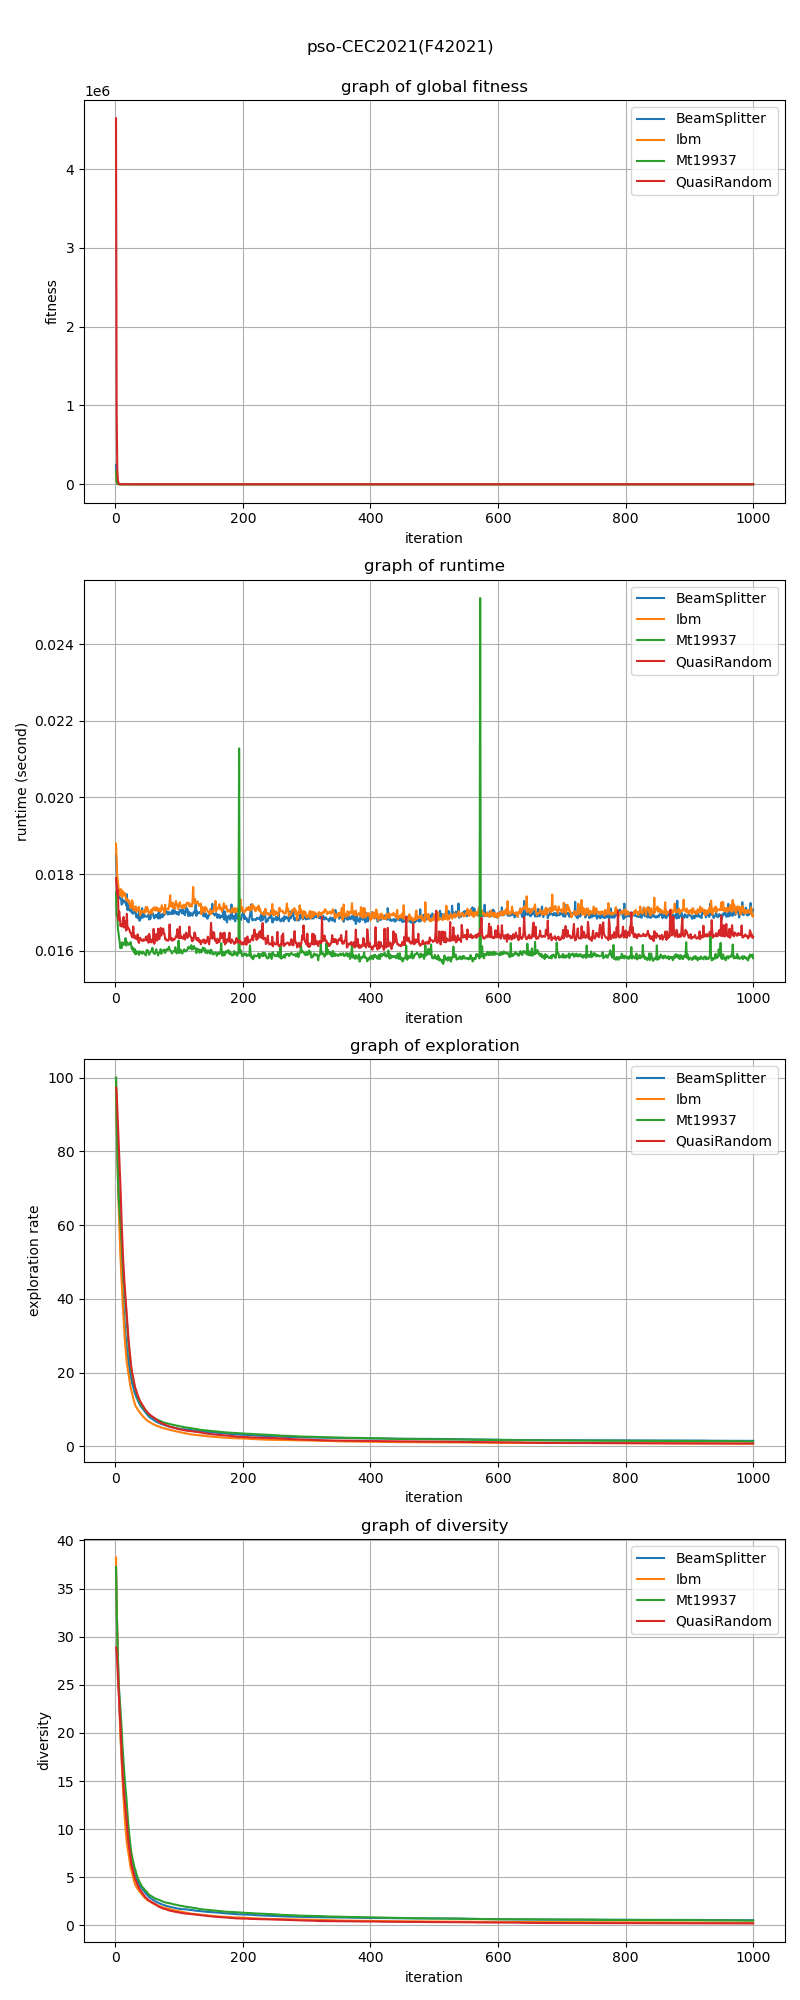 pso-CEC2021(F42021)
graph of global fitness
1e6
BeamSplitter
Ibm
Mt19937
QuasiRandom
4
3
2
1
0
fitness
0 200 400 600 800 1000
iteration
graph of runtime
BeamSplitter
Ibm
Mt19937
QuasiRandom
0.024
0.022
0.020
0.018
0.016
runtime (second)
0 200 400 600 800 1000
iteration
graph of exploration
BeamSplitter
Ibm
Mt19937
QuasiRandom
100
80
60
40
20
0
exploration rate
0 200 400 600 800 1000
iteration
graph of diversity
BeamSplitter
Ibm
Mt19937
QuasiRandom
40
35
30
25
20
15
10
5
0
diversity
0 200 400 600 800 1000
iteration